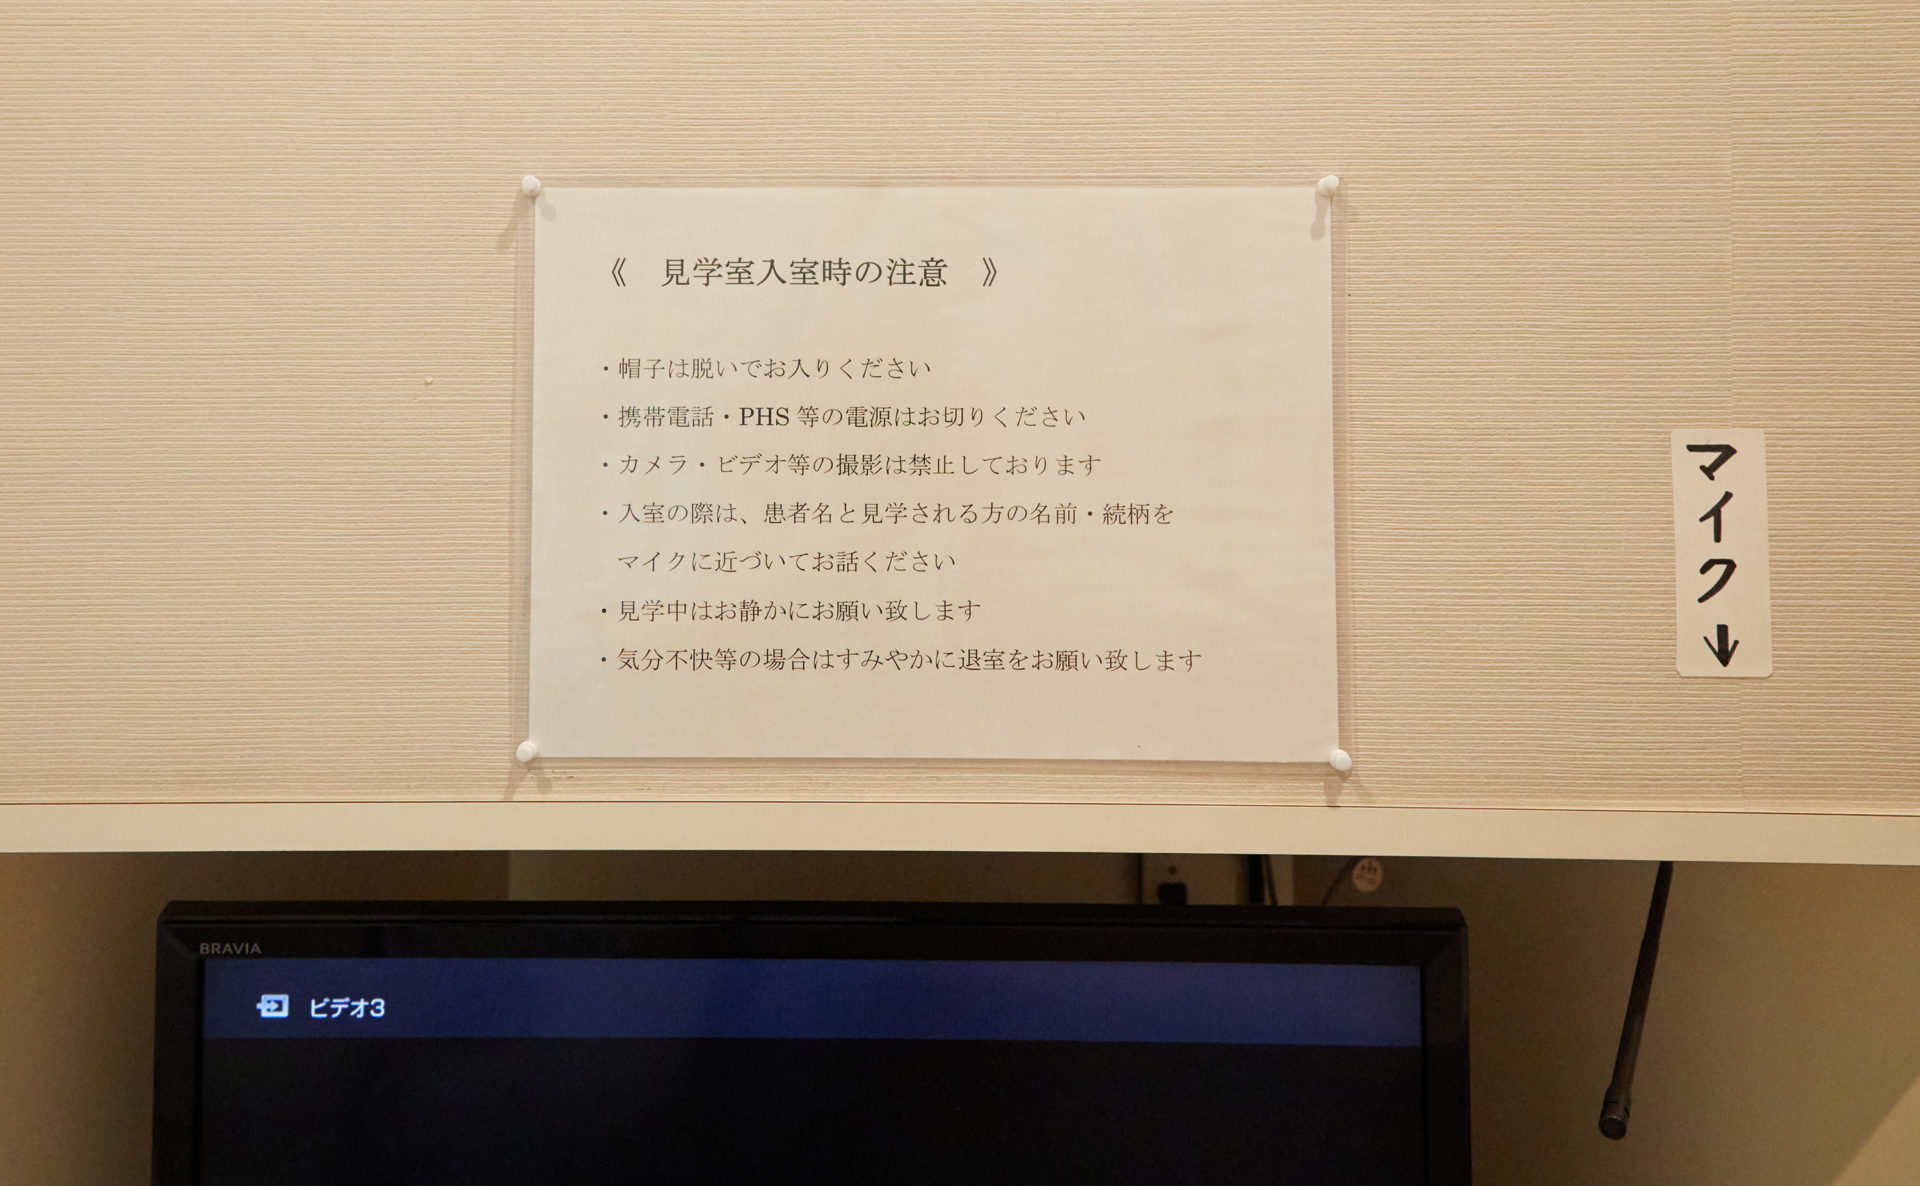 《　見学室入室時の注意　》
・帽子は脱いでお入りください
・携帯電話・PHS 等の電源はお切りください
・カメラ・ビデオ等の撮影は禁止しております
・入室の際は、患者名と見学される方の名前・続柄を
マイクに近づいてお話ください
・見学中はお静かにお願い致します
・気分不快等の場合はすみやかに退室をお願い致します
マイク↓
BRAVIA
ビデオ3